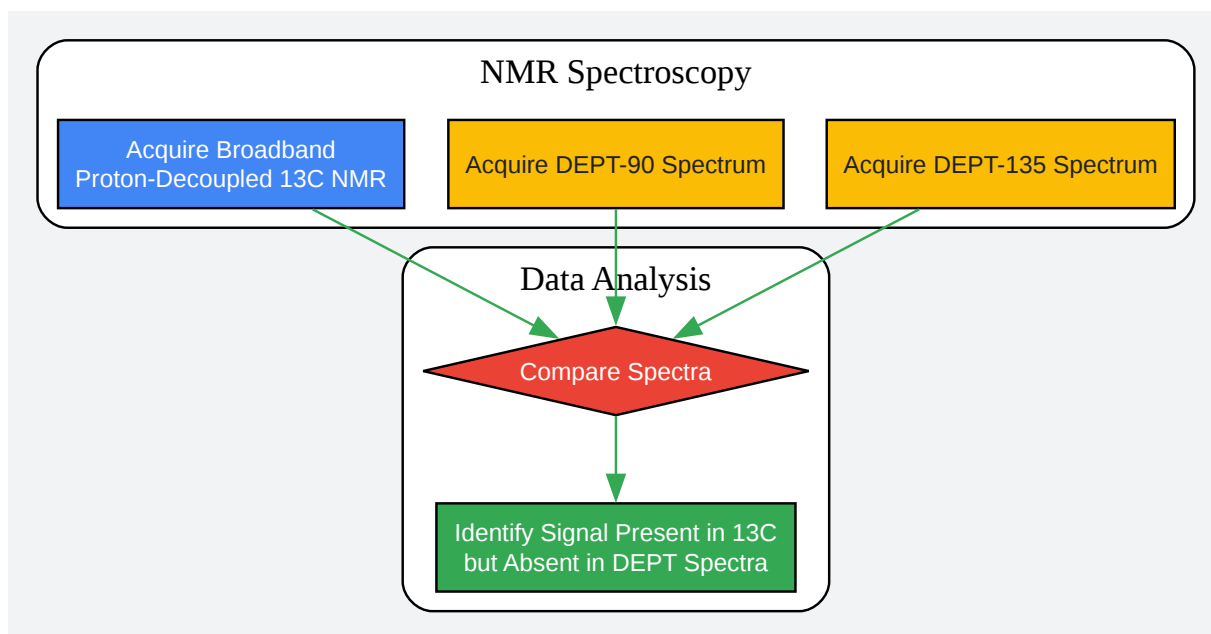 NMR Spectroscopy
Acquire Broadband
Proton-Decoupled 13C NMR
Acquire DEPT-90 Spectrum
Acquire DEPT-135 Spectrum
Data Analysis
Compare Spectra
Identify Signal Present in 13C
but Absent in DEPT Spectra